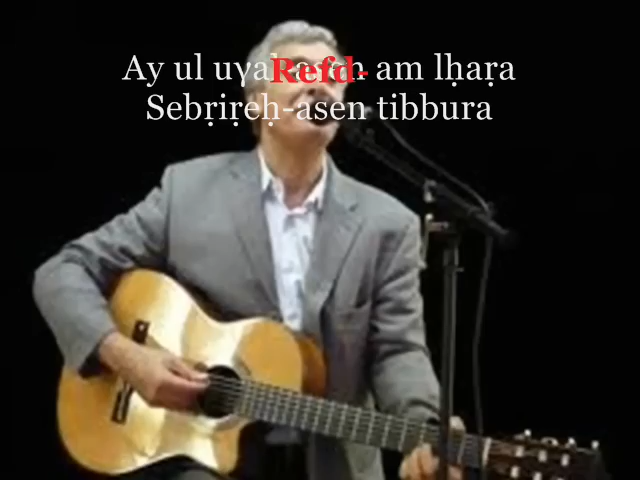 Ay ul am lḥaṛa
Refd-
Sebṛiṛeḥ-asen tibbura